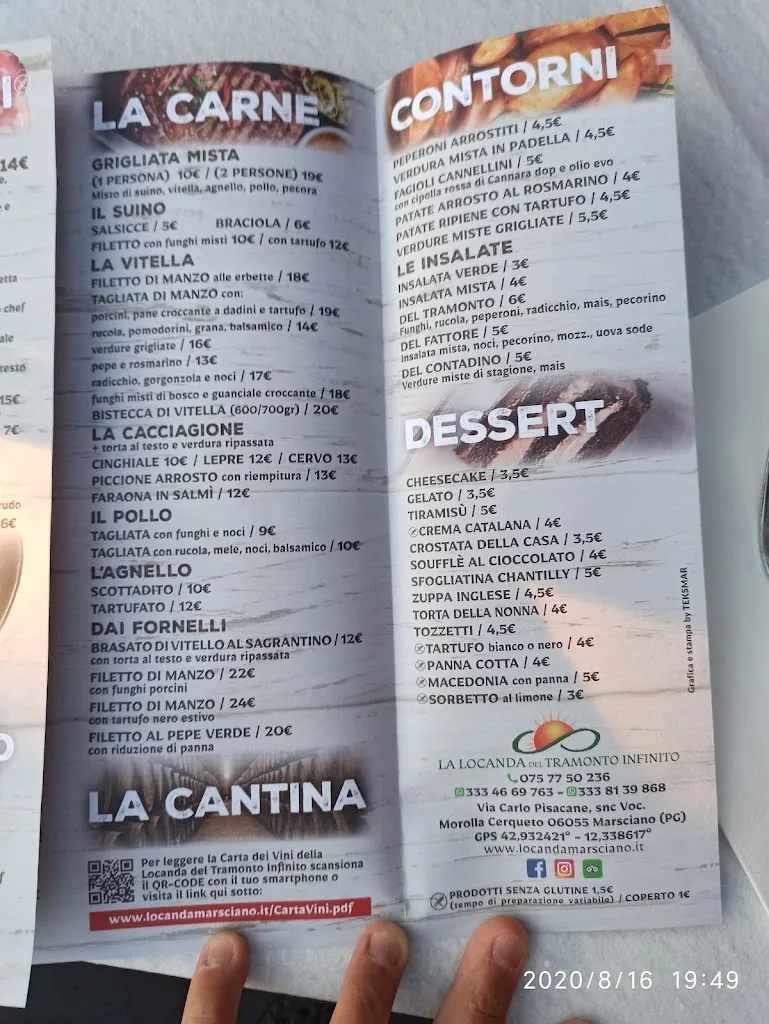 I
14€
e.
e
etta
chef
ale
testo
15€
7€
rudo
6€
O
LA CARNE
GRIGLIATA MISTA
(1 PERSONA) 10€ / (2 PERSONE) 19€
Misto di suino, vitella, agnello, pollo, pecora
IL SUINO
SALSICCE / 5€ BRACIOLA / 6€
FILETTO con funghi misti 10€ / con tartufo 12€
LA VITELLA
FILETTO DI MANZO alle erbette / 18€
TAGLIATA DI MANZO con:
porcini, pane croccante a dadini e tartufo / 19€
rucola, pomodorini, grana, balsamico / 14€
verdure grigliate / 16€
pepe e rosmarino / 13€
radicchio, gorgonzola e noci / 17€
funghi misti di bosco e guanciale croccante / 18€
BISTECCA DI VITELLA (600/700gr) / 20€
LA CACCIAGIONE
+ torta al testo e verdura ripassata
CINGHIALE 10€ / LEPRE 12€ / CERVO 13€
PICCIONE ARROSTO con riempitura / 13€
FARAONA IN SALMÌ / 12€
IL POLLO
TAGLIATA con funghi e noci / 9€
TAGLIATA con rucola, mele, noci, balsamico / 10€
L'AGNELLO
SCOTTADITO / 10€
TARTUFATO / 12€
DAI FORNELLI
BRASATO DI VITELLO AL SAGRANTINO / 12€
con torta al testo e verdura ripassata
FILETTO DI MANZO / 22€
con funghi porcini
FILETTO DI MANZO / 24€
con tartufo nero estivo
FILETTO AL PEPE VERDE / 20€
con riduzione di panna
LA CANTINA
Per leggere la Carta dei Vini della
Locanda del Tramonto Infinito scansiona
il QR-CODE con il tuo smartphone o
visita il link qui sotto:
www.locandamarsciano.it/CartaVini.pdf
CONTORNI
PEPERONI ARROSTITI / 4,5€
VERDURA MISTA IN PADELLA / 4,5€
FAGIOLI CANNELLINI / 5€
con cipolla rossa di Cannara dop e olio evo
PATATE ARROSTO AL ROSMARINO / 4€
PATATE RIPIENE CON TARTUFO / 4,5€
VERDURE MISTE GRIGLIATE / 5,5€
LE INSALATE
INSALATA VERDE / 3€
INSALATA MISTA / 4€
DEL TRAMONTO / 6€
Funghi, rucola, peperoni, radicchio, mais, pecorino
DEL FATTORE / 5€
Insalata mista, noci, pecorino, mozz., uova sode
DEL CONTADINO / 5€
Verdure miste di stagione, mais
DESSERT
CHEESECAKE / 3,5€
GELATO / 3,5€
TIRAMISÙ / 5€
CREMA CATALANA / 4€
CROSTATA DELLA CASA / 3,5€
SOUFFLÈ AL CIOCCOLATO / 4€
SFOGLIATINA CHANTILLY / 5€
ZUPPA INGLESE / 4,5€
TORTA DELLA NONNA / 4€
TOZZETTI / 4,5€
TARTUFO bianco o nero / 4€
PANNA COTTA / 4€
MACEDONIA con panna / 5€
SORBETTO al limone / 3€
Grafica e stampa by TEKSMAR
LA LOCANDA DEL TRAMONTO INFINITO
075 77 50 236
333 46 69 763 - 333 81 39 868
Via Carlo Pisacane, snc Voc.
Morolla Cerqueto 06055 Marsciano (PG)
GPS 42,932421° - 12,338617°
www.locandamarsciano.it
PRODOTTI SENZA GLUTINE 1,5€
(tempo di preparazione variabile) / COPERTO 1€
2020/8/16 19:49